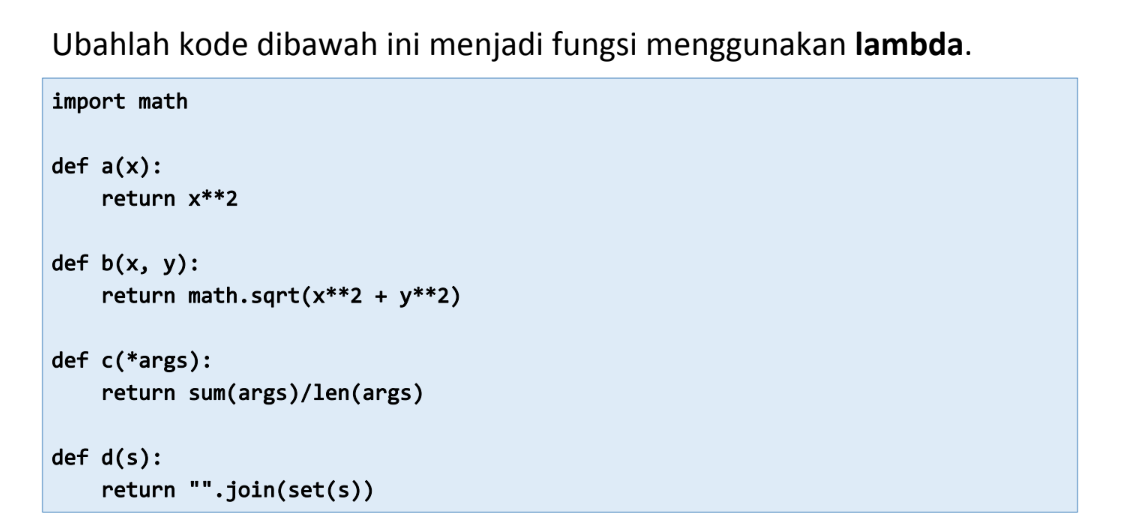 Ubahlah kode dibawah ini menjadi fungsi menggunakan lambda.
import math
def a(x):
    return x**2
def b(x, y):
    return math.sqrt(x**2 + y**2)
def c(*args):
    return sum(args)/len(args)
def d(s):
    return "".join(set(s))